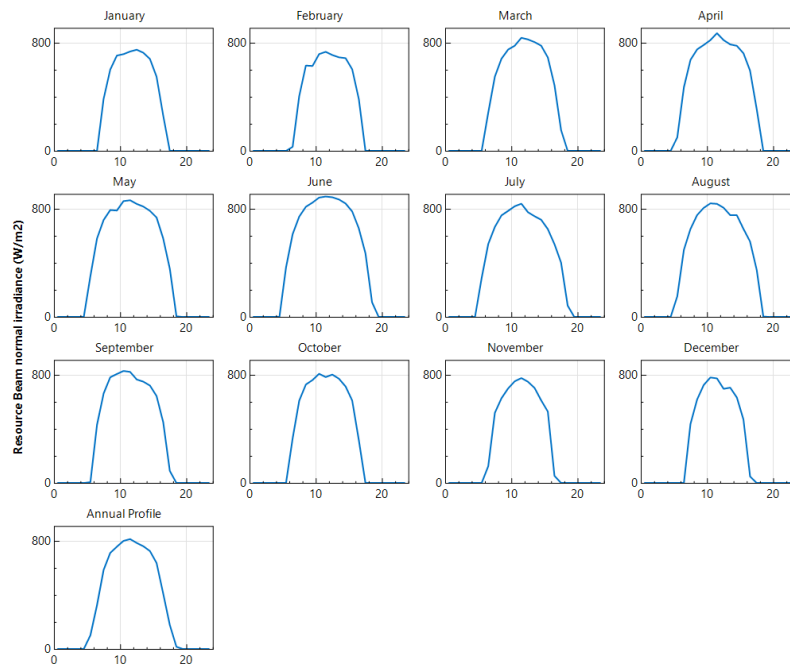 January February March April
800 800 800 800
0 0 0 0
0 10 20 0 10 20 0 10 20 0 10 20
May June July August
800 800 800 800
0 0 0 0
0 10 20 0 10 20 0 10 20 0 10 20
Resource Beam normal irradiance (W/m2)
September October November December
800 800 800 800
0 0 0 0
0 10 20 0 10 20 0 10 20 0 10 20
Annual Profile
800
0
0 10 20